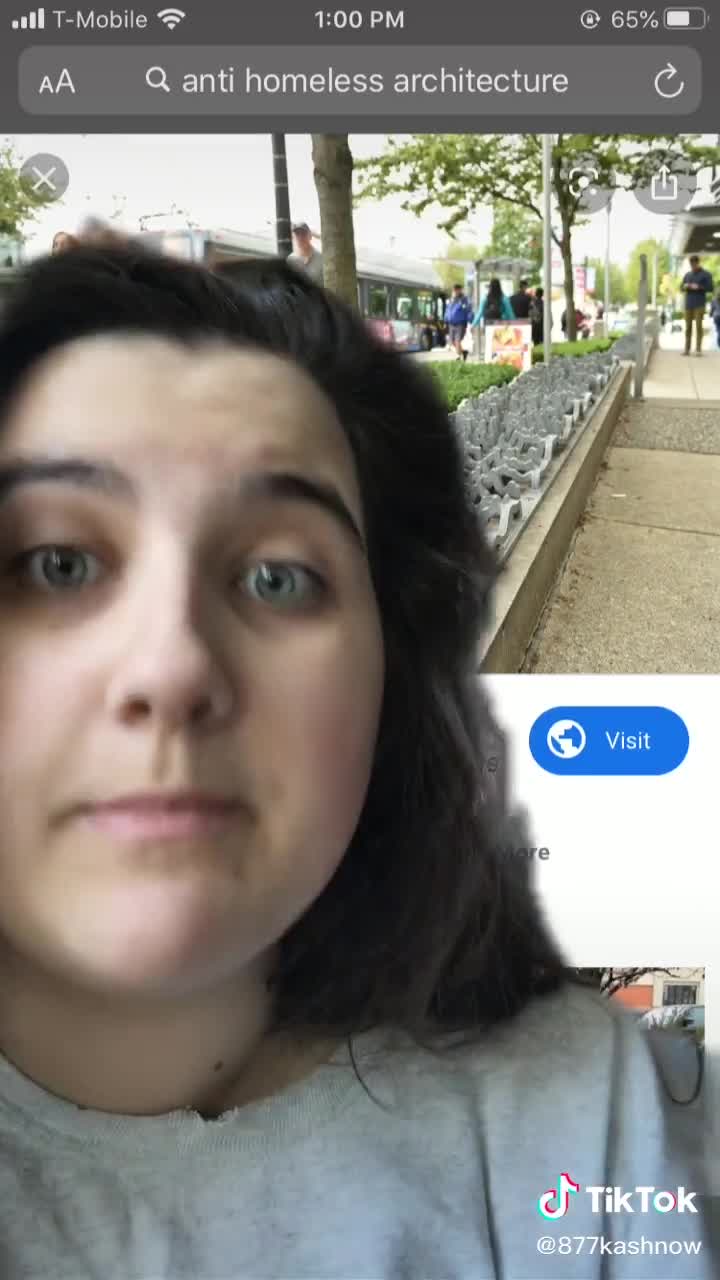 T-Mobile 1:00 PM 65%
AA anti homeless architecture
Visit
TikTok
@877kashnow